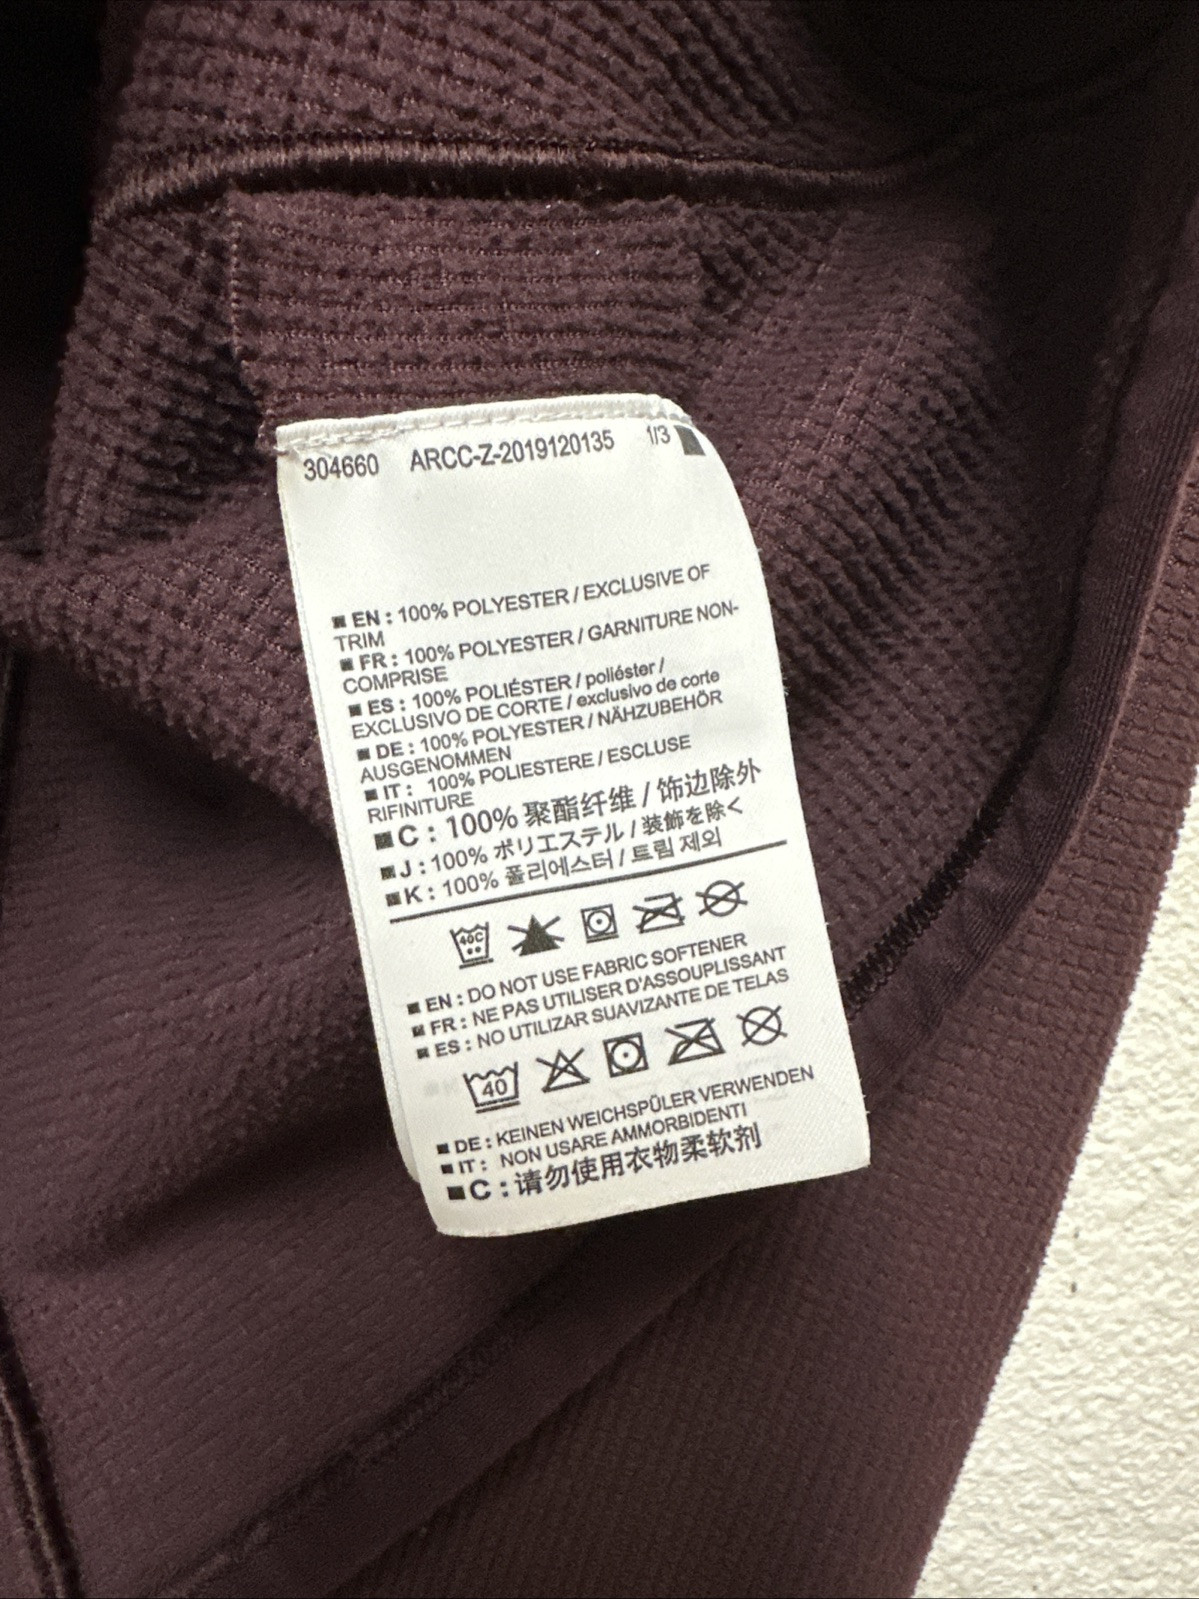 304660 ARCC-Z-2019120135 1/3
EN : 100% POLYESTER / EXCLUSIVE OF
TRIM
FR : 100% POLYESTER / GARNITURE NON-
COMPRISE
ES : 100% POLIÉSTER / poliéster /
EXCLUSIVO DE CORTE / exclusivo de corte
DE : 100% POLYESTER / NÄHZUBEHÖR
AUSGENOMMEN
IT : 100% POLIESTERE / ESCLUSE
RIFINITURE
C : 100% 聚酯纤维 / 饰边除外
J : 100% ポリエステル / 装飾を除く
K : 100% 폴리에스터 / 트림 제외
40C
EN : DO NOT USE FABRIC SOFTENER
FR : NE PAS UTILISER D'ASSOUPLISSANT
ES : NO UTILIZAR SUAVIZANTE DE TELAS
40
DE : KEINEN WEICHSPÜLER VERWENDEN
IT : NON USARE AMMORBIDENTI
C : 请勿使用衣物柔软剂